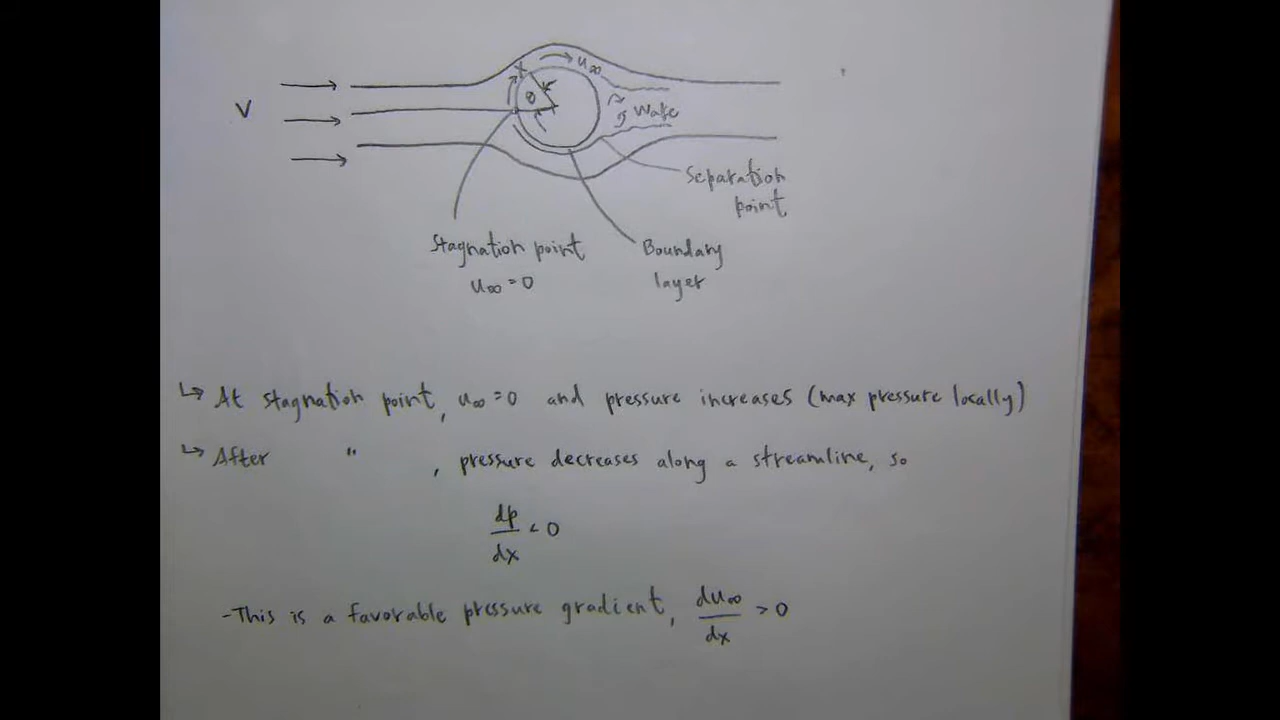 V
θ
x
u∞
Wake
Separation
point
Stagnation point
u∞ = 0
Boundary
layer
↳ At stagnation point, u∞ = 0 and pressure increases (max pressure locally)
↳ After " , pressure decreases along a streamline, so
dp/dx < 0
- This is a favorable pressure gradient, du∞/dx > 0